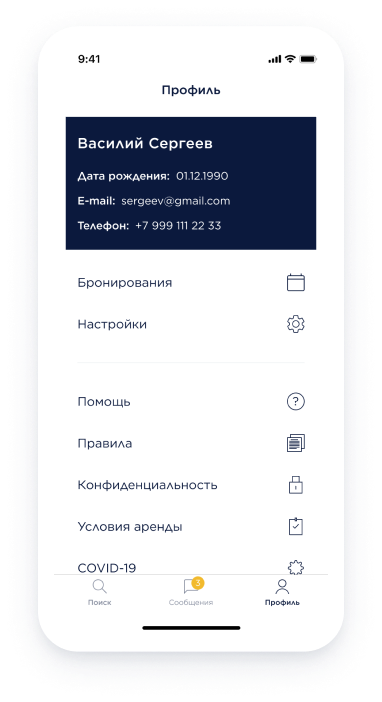 9:41
Профиль
Василий Сергеев
Дата рождения: 01.12.1990
E-mail: sergeev@gmail.com
Телефон: +7 999 111 22 33
Бронирования
Настройки
Помощь
Правила
Конфиденциальность
Условия аренды
COVID-19
3
Поиск
Сообщения
Профиль